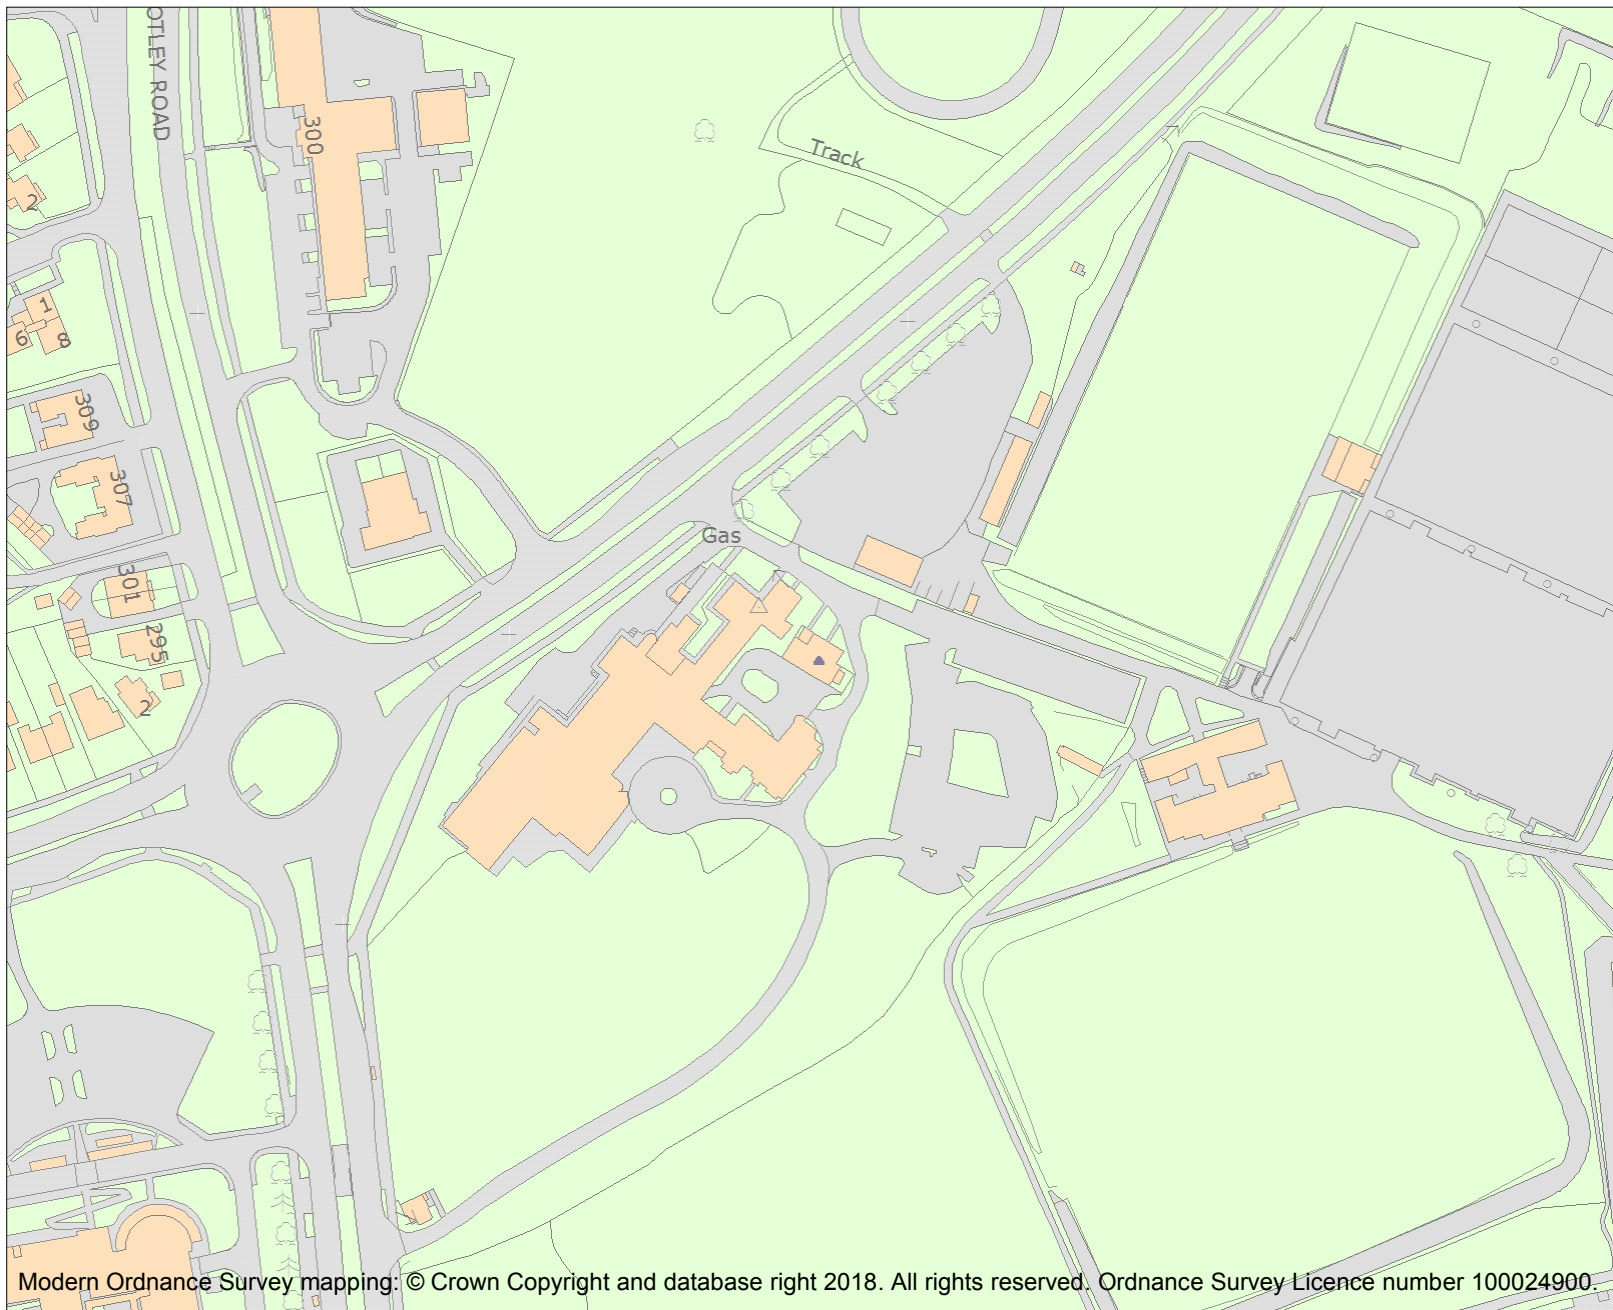 OTLEY ROAD
300
Track
2
1
6
8
309
307
Gas
301
295
2
Modern Ordnance Survey mapping: © Crown Copyright and database right 2018. All rights reserved. Ordnance Survey Licence number 100024900.